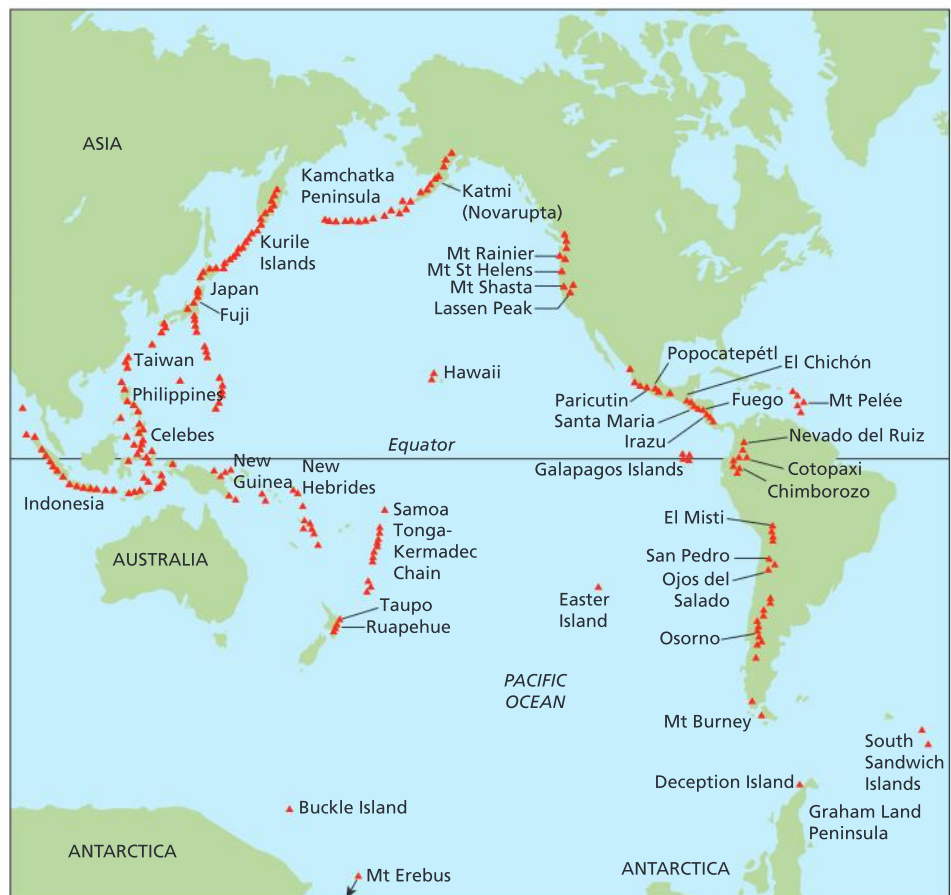 ASIA
Kamchatka
Peninsula
Katmi
(Novarupta)
Kurile
Islands
Mt Rainier
Mt St Helens
Mt Shasta
Lassen Peak
Japan
Fuji
Taiwan
Philippines
Celebes
Hawaii
Popocatepétl
El Chichón
Paricutin
Fuego
Mt Pelée
Santa Maria
Irazu
Nevado del Ruiz
Equator
Galapagos Islands
Cotopaxi
Chimborozo
New
Guinea
New
Hebrides
Indonesia
Samoa
Tonga-
Kermadec
Chain
El Misti
AUSTRALIA
San Pedro
Ojos del
Salado
Easter
Island
Taupo
Ruapehue
Osorno
PACIFIC
OCEAN
Mt Burney
South
Sandwich
Islands
Deception Island
Graham Land
Peninsula
Buckle Island
ANTARCTICA
ANTARCTICA
Mt Erebus